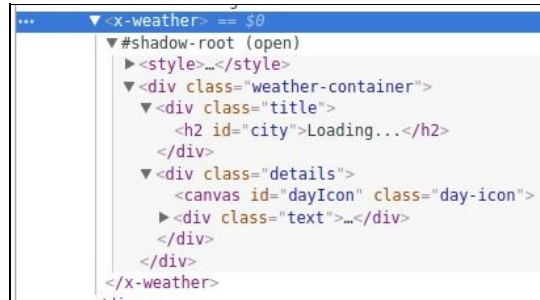 <x-weather> == $0
#shadow-root (open)
<style>…</style>
<div class="weather-container">
<div class="title">
<h2 id="city">Loading...</h2>
</div>
<div class="details">
<canvas id="dayIcon" class="day-icon">
<div class="text">…</div>
</div>
</div>
</x-weather>